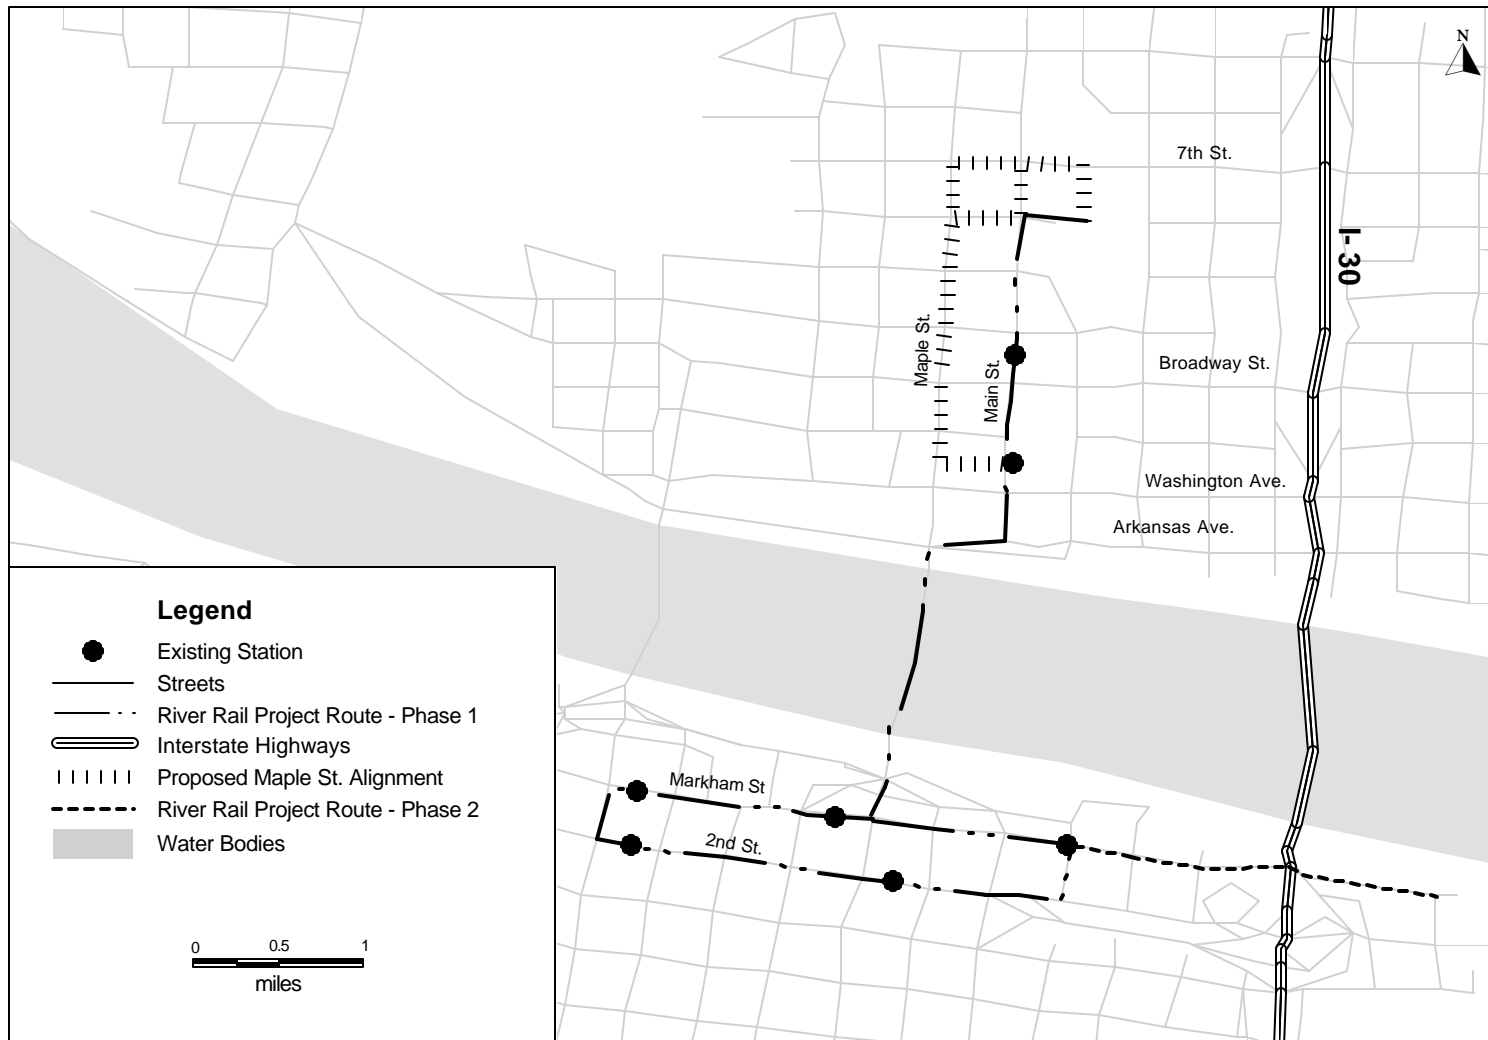 N
7th St.
I-30
Maple St.
Main St.
Broadway St.
Washington Ave.
Arkansas Ave.
Markham St
2nd St.
Legend
Existing Station
Streets
River Rail Project Route - Phase 1
Interstate Highways
Proposed Maple St. Alignment
River Rail Project Route - Phase 2
Water Bodies
0 0.5 1
miles